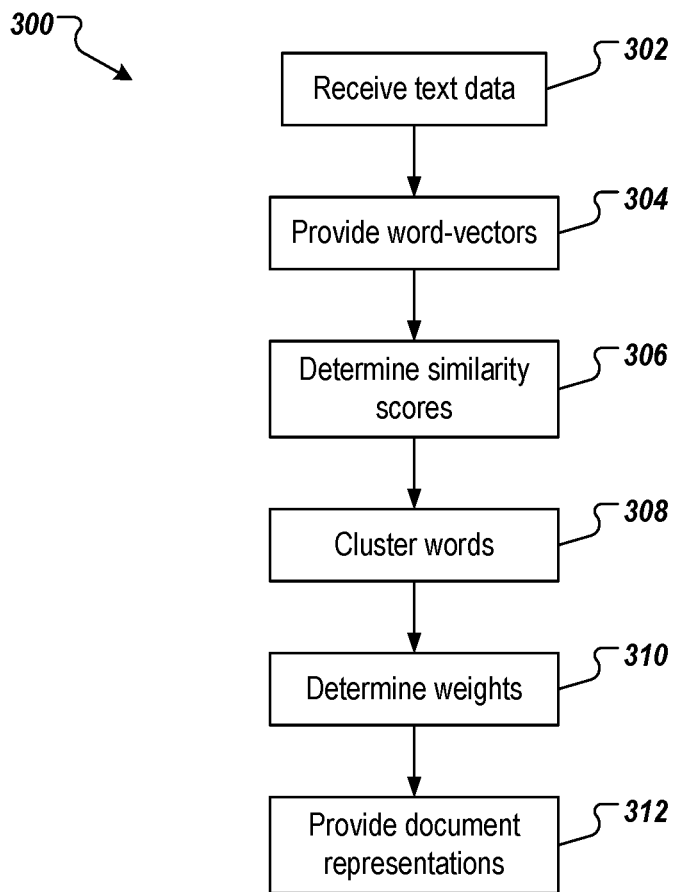 300
302
Receive text data
304
Provide word-vectors
306
Determine similarity
scores
308
Cluster words
310
Determine weights
312
Provide document
representations